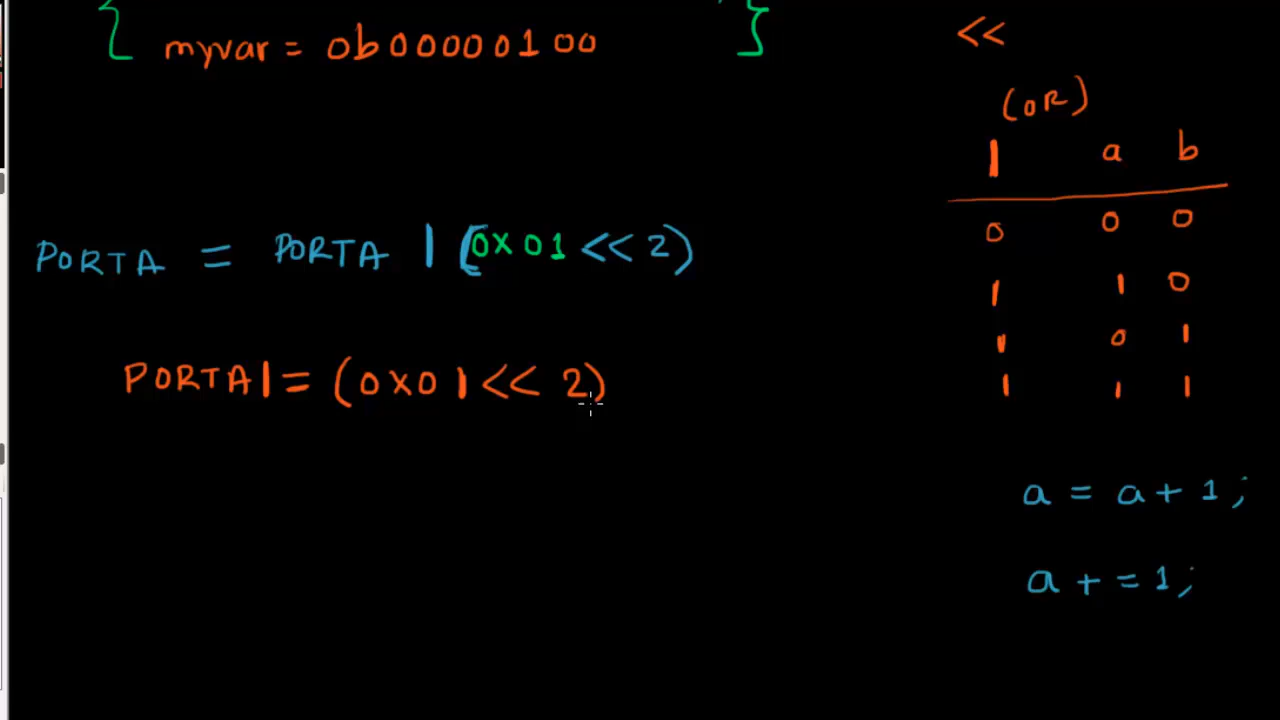 { myvar = 0b00000100 }
<<
(OR)
| a b
0 0 0
1 1 0
1 0 1
1 1 1
PORTA = PORTA | (0x01 << 2)
PORTA |= (0x01 << 2)
a = a + 1;
a += 1;